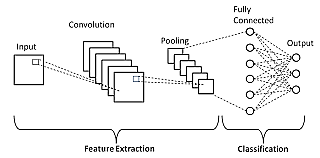 Fully
Connected
Convolution
Input
Pooling
Output
Feature Extraction
Classification